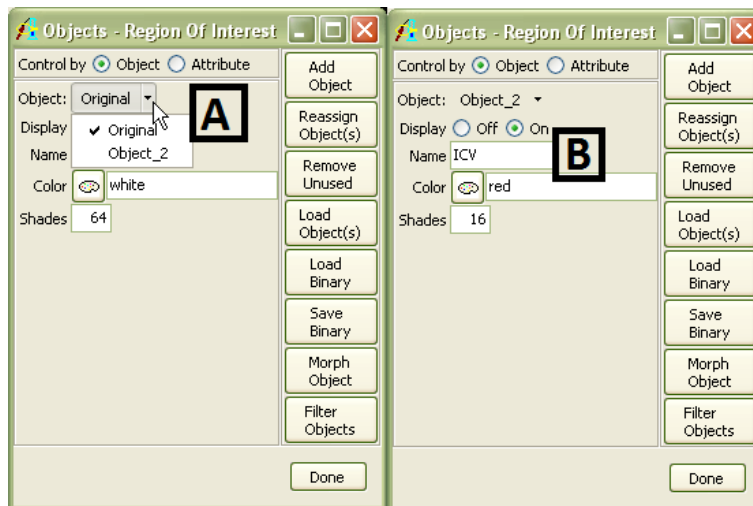 Objects - Region Of Interest
Control by Object Attribute
Object: Original
Display
Original
Object_2
Name
Color white
Shades 64
Add
Object
Reassign
Object(s)
Remove
Unused
Load
Object(s)
Load
Binary
Save
Binary
Morph
Object
Filter
Objects
Done
A
Objects - Region Of Interest
Control by Object Attribute
Object: Object_2
Display Off On
Name ICV
Color red
Shades 16
Add
Object
Reassign
Object(s)
Remove
Unused
Load
Object(s)
Load
Binary
Save
Binary
Morph
Object
Filter
Objects
Done
B